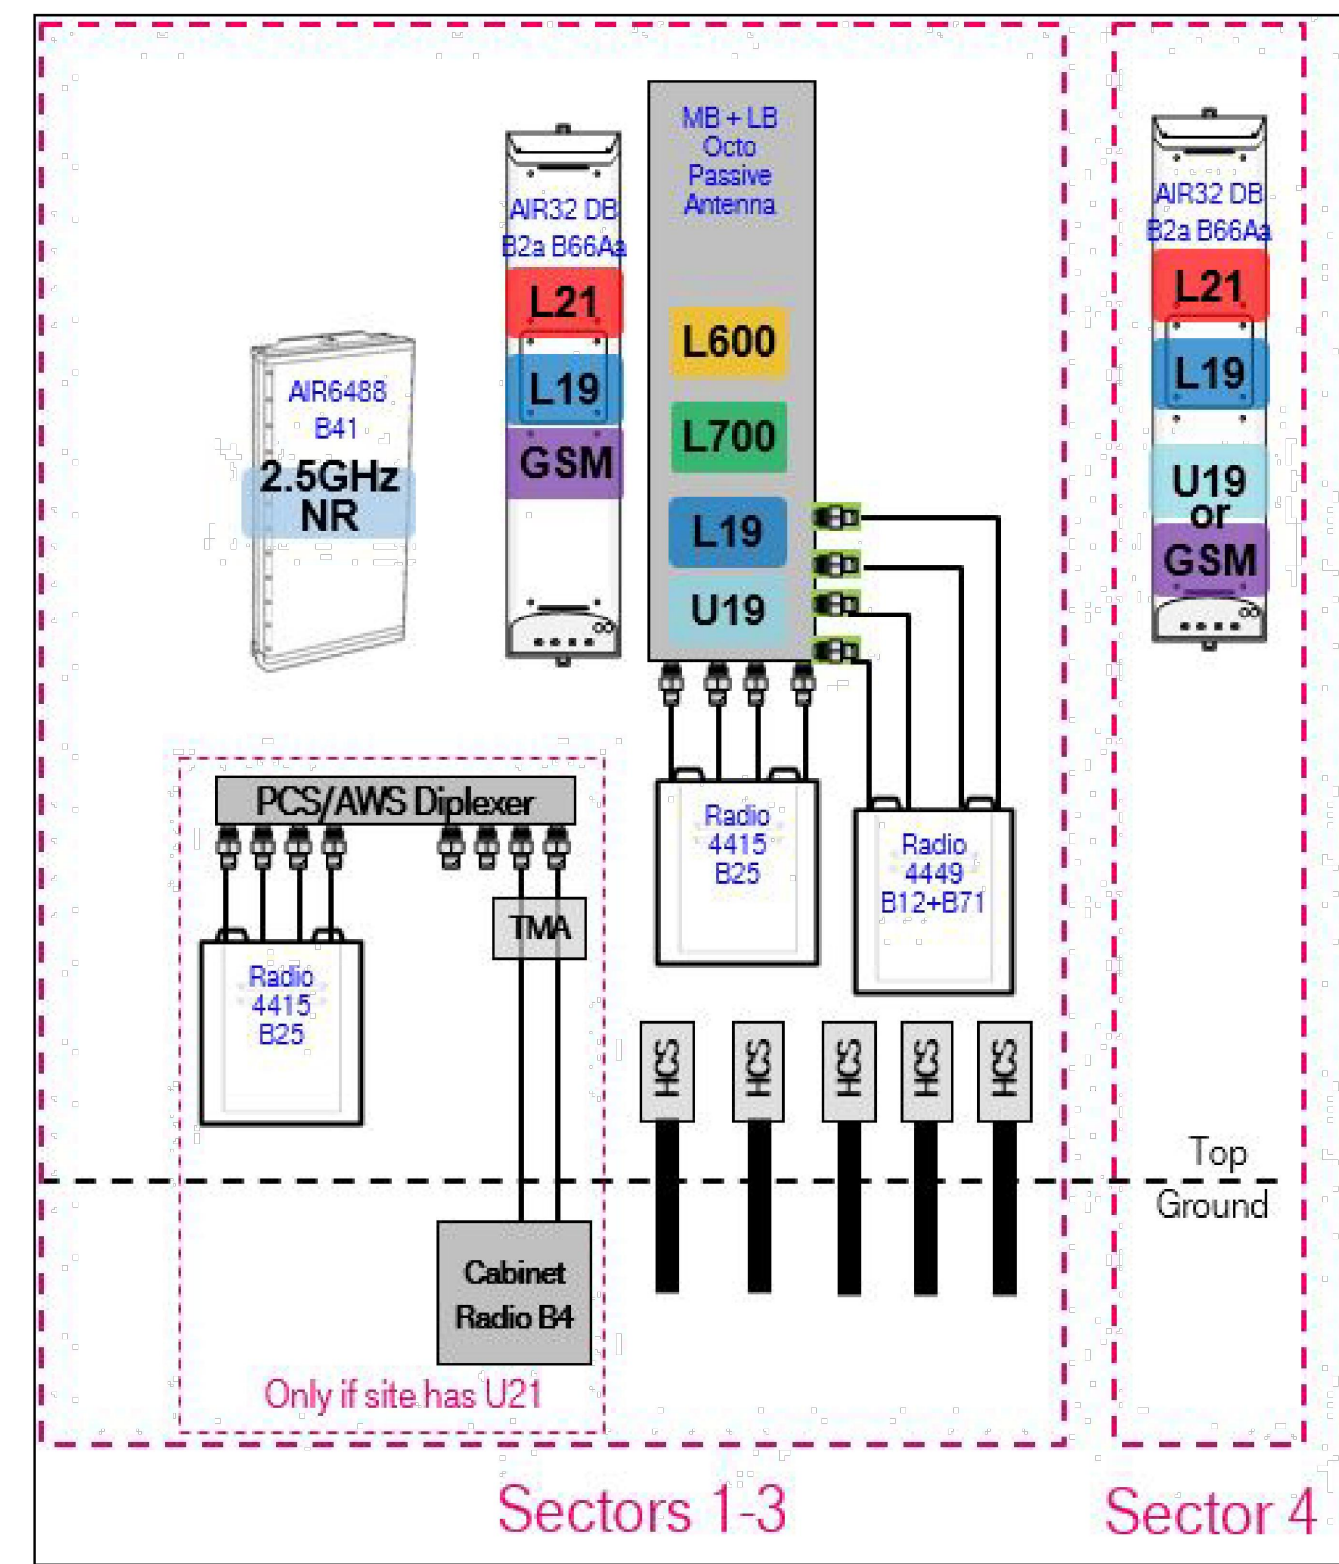 MB + LB
Octo
Passive
Antenna
AIR32 DB
B2a B66Aa
L21
L19
GSM
L600
L700
L19
U19
AIR6488
B41
2.5GHz
NR
AIR32 DB
B2a B66Aa
L21
L19
U19
or
GSM
PCS/AWS Diplexer
TMA
Radio
4415
B25
Radio
4415
B25
Radio
4449
B12+B71
HCS
HCS
HCS
HCS
HCS
Top
Ground
Cabinet
Radio B4
Only if site has U21
Sectors 1-3
Sector 4